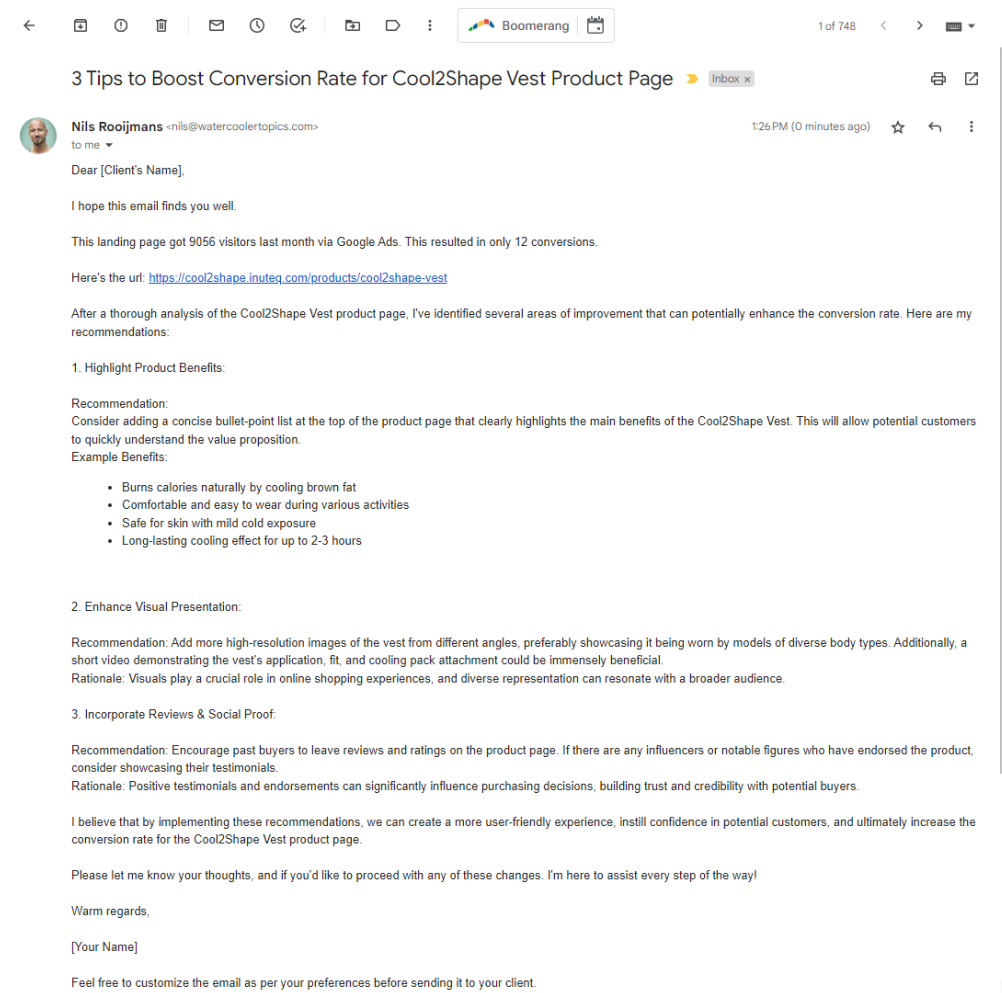 Boomerang
1 of 748
3 Tips to Boost Conversion Rate for Cool2Shape Vest Product Page
Inbox x
Nils Rooijmans <nils@watercoolertopics.com>
1:26 PM (0 minutes ago)
to me
Dear [Client's Name],
I hope this email finds you well.
This landing page got 9056 visitors last month via Google Ads. This resulted in only 12 conversions.
Here's the url: https://cool2shape.inuteq.com/products/cool2shape-vest
After a thorough analysis of the Cool2Shape Vest product page, I've identified several areas of improvement that can potentially enhance the conversion rate. Here are my
recommendations:
1. Highlight Product Benefits:
Recommendation:
Consider adding a concise bullet-point list at the top of the product page that clearly highlights the main benefits of the Cool2Shape Vest. This will allow potential customers
to quickly understand the value proposition.
Example Benefits:
• Burns calories naturally by cooling brown fat
• Comfortable and easy to wear during various activities
• Safe for skin with mild cold exposure
• Long-lasting cooling effect for up to 2-3 hours
2. Enhance Visual Presentation:
Recommendation: Add more high-resolution images of the vest from different angles, preferably showcasing it being worn by models of diverse body types. Additionally, a
short video demonstrating the vest's application, fit, and cooling pack attachment could be immensely beneficial.
Rationale: Visuals play a crucial role in online shopping experiences, and diverse representation can resonate with a broader audience.
3. Incorporate Reviews & Social Proof:
Recommendation: Encourage past buyers to leave reviews and ratings on the product page. If there are any influencers or notable figures who have endorsed the product,
consider showcasing their testimonials.
Rationale: Positive testimonials and endorsements can significantly influence purchasing decisions, building trust and credibility with potential buyers.
I believe that by implementing these recommendations, we can create a more user-friendly experience, instill confidence in potential customers, and ultimately increase the
conversion rate for the Cool2Shape Vest product page.
Please let me know your thoughts, and if you'd like to proceed with any of these changes. I'm here to assist every step of the way!
Warm regards,
[Your Name]
Feel free to customize the email as per your preferences before sending it to your client.